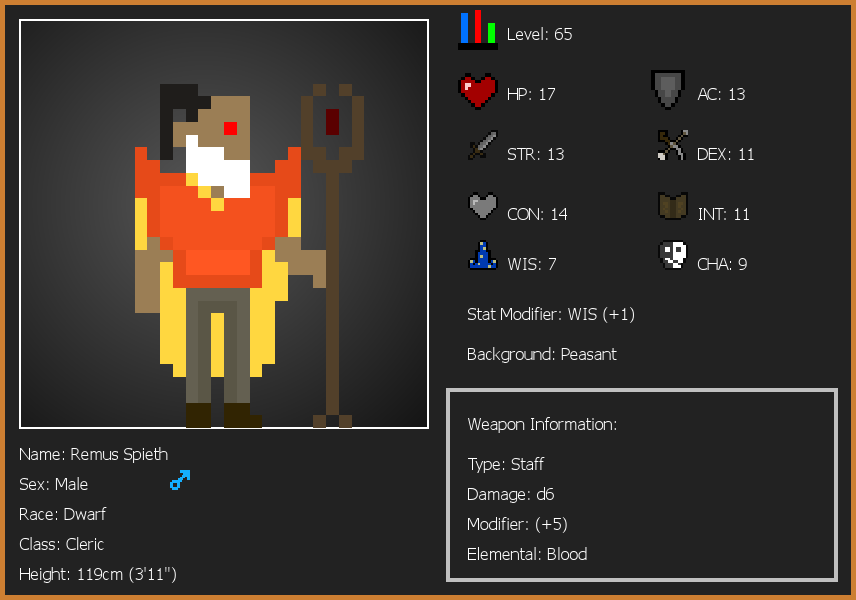 Level: 65
HP: 17
AC: 13
STR: 13
DEX: 11
CON: 14
INT: 11
WIS: 7
CHA: 9
Stat Modifier: WIS (+1)
Background: Peasant
Weapon Information:
Type: Staff
Damage: d6
Modifier: (+5)
Elemental: Blood
Name: Remus Spieth
Sex: Male
Race: Dwarf
Class: Cleric
Height: 119cm (3'11")